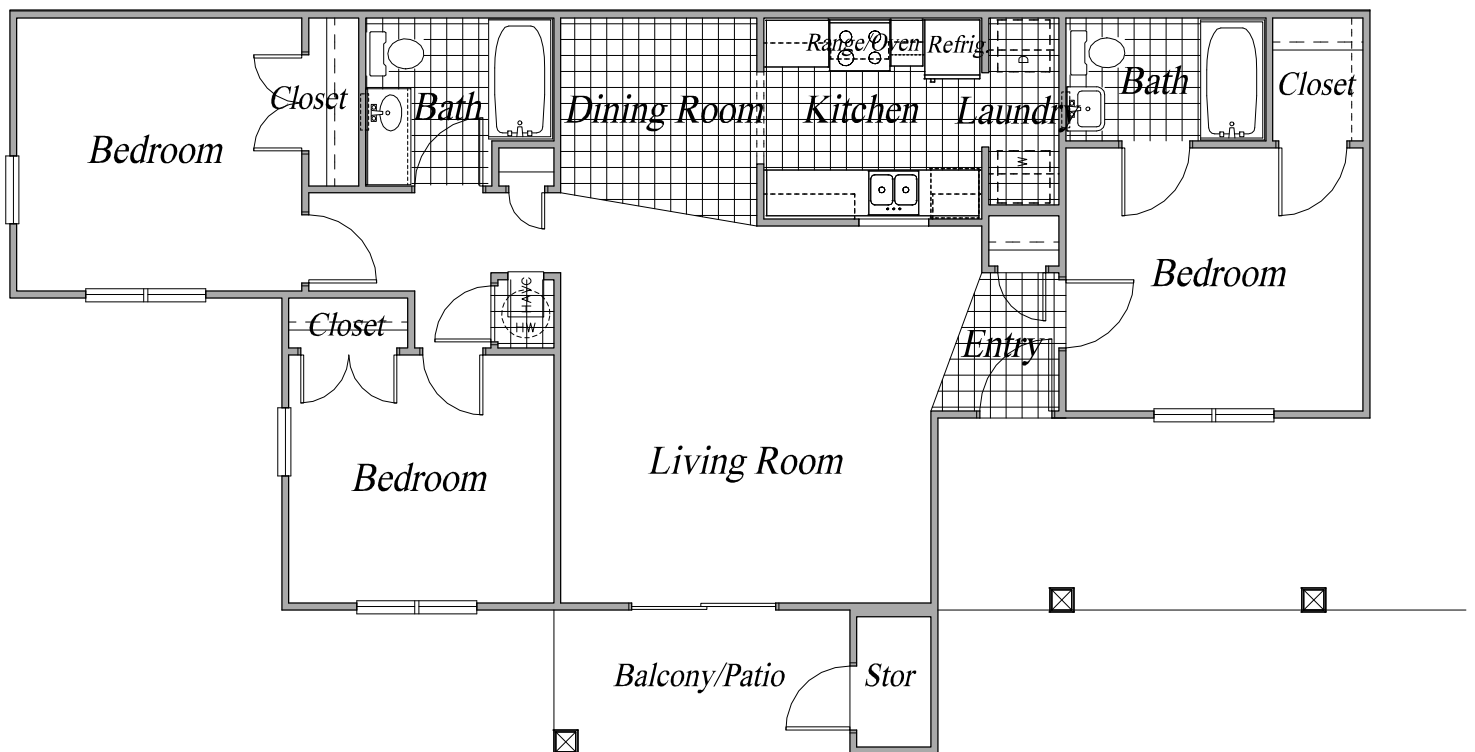 Range/Oven
Refrig.
D
Closet
Bath
Dining Room
Kitchen
Laundry
Bath
Closet
Bedroom
W
Bedroom
HAVC
HW
Closet
Entry
Living Room
Bedroom
Balcony/Patio
Stor